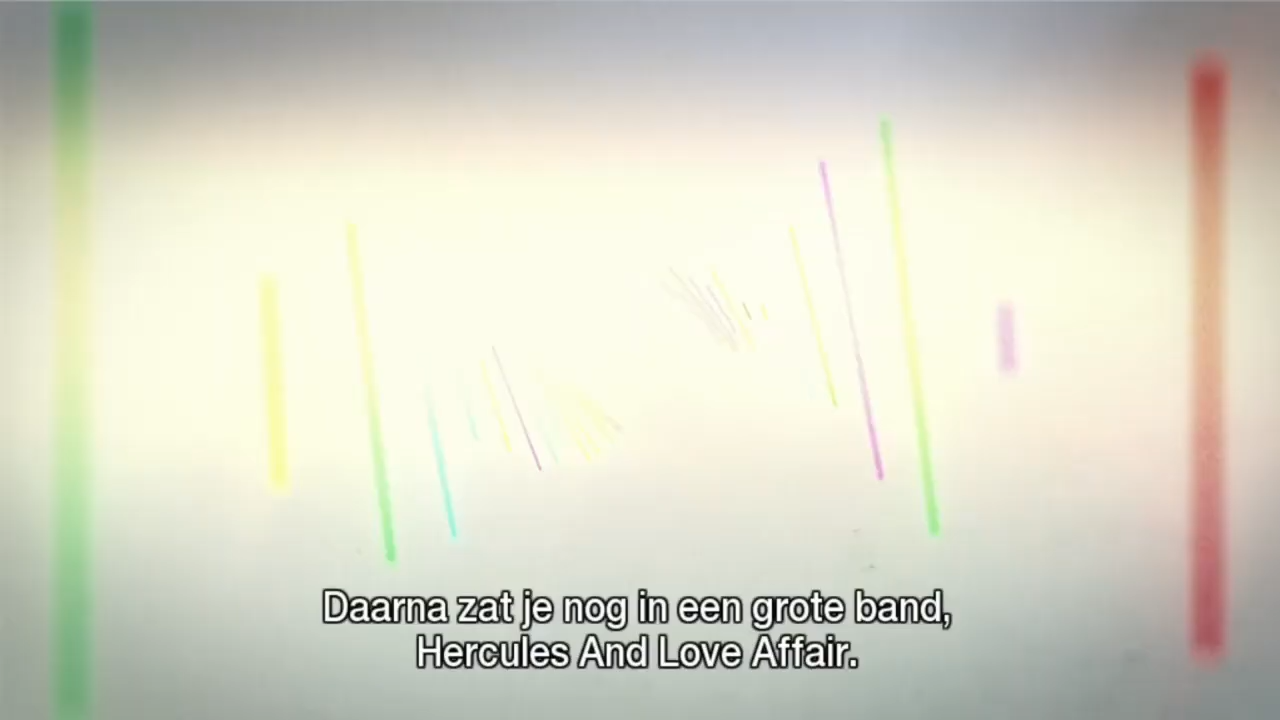 Daarna zat je nog in een grote band,
Hercules And Love Affair.